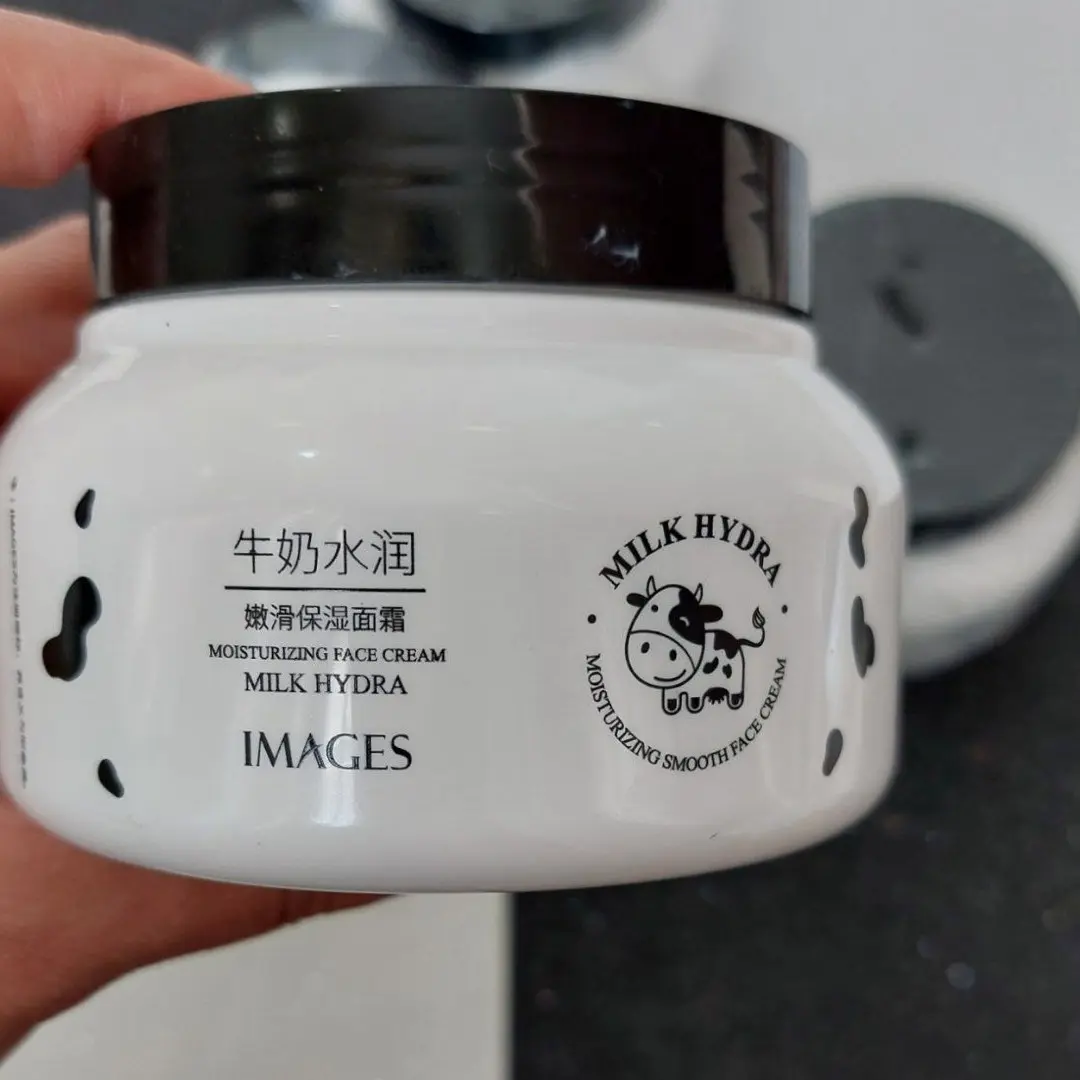 牛奶水润
嫩滑保湿面霜
MOISTURIZING FACE CREAM
MILK HYDRA
IMAGES
MILK HYDRA
MOISTURIZING SMOOTH FACE CREAM